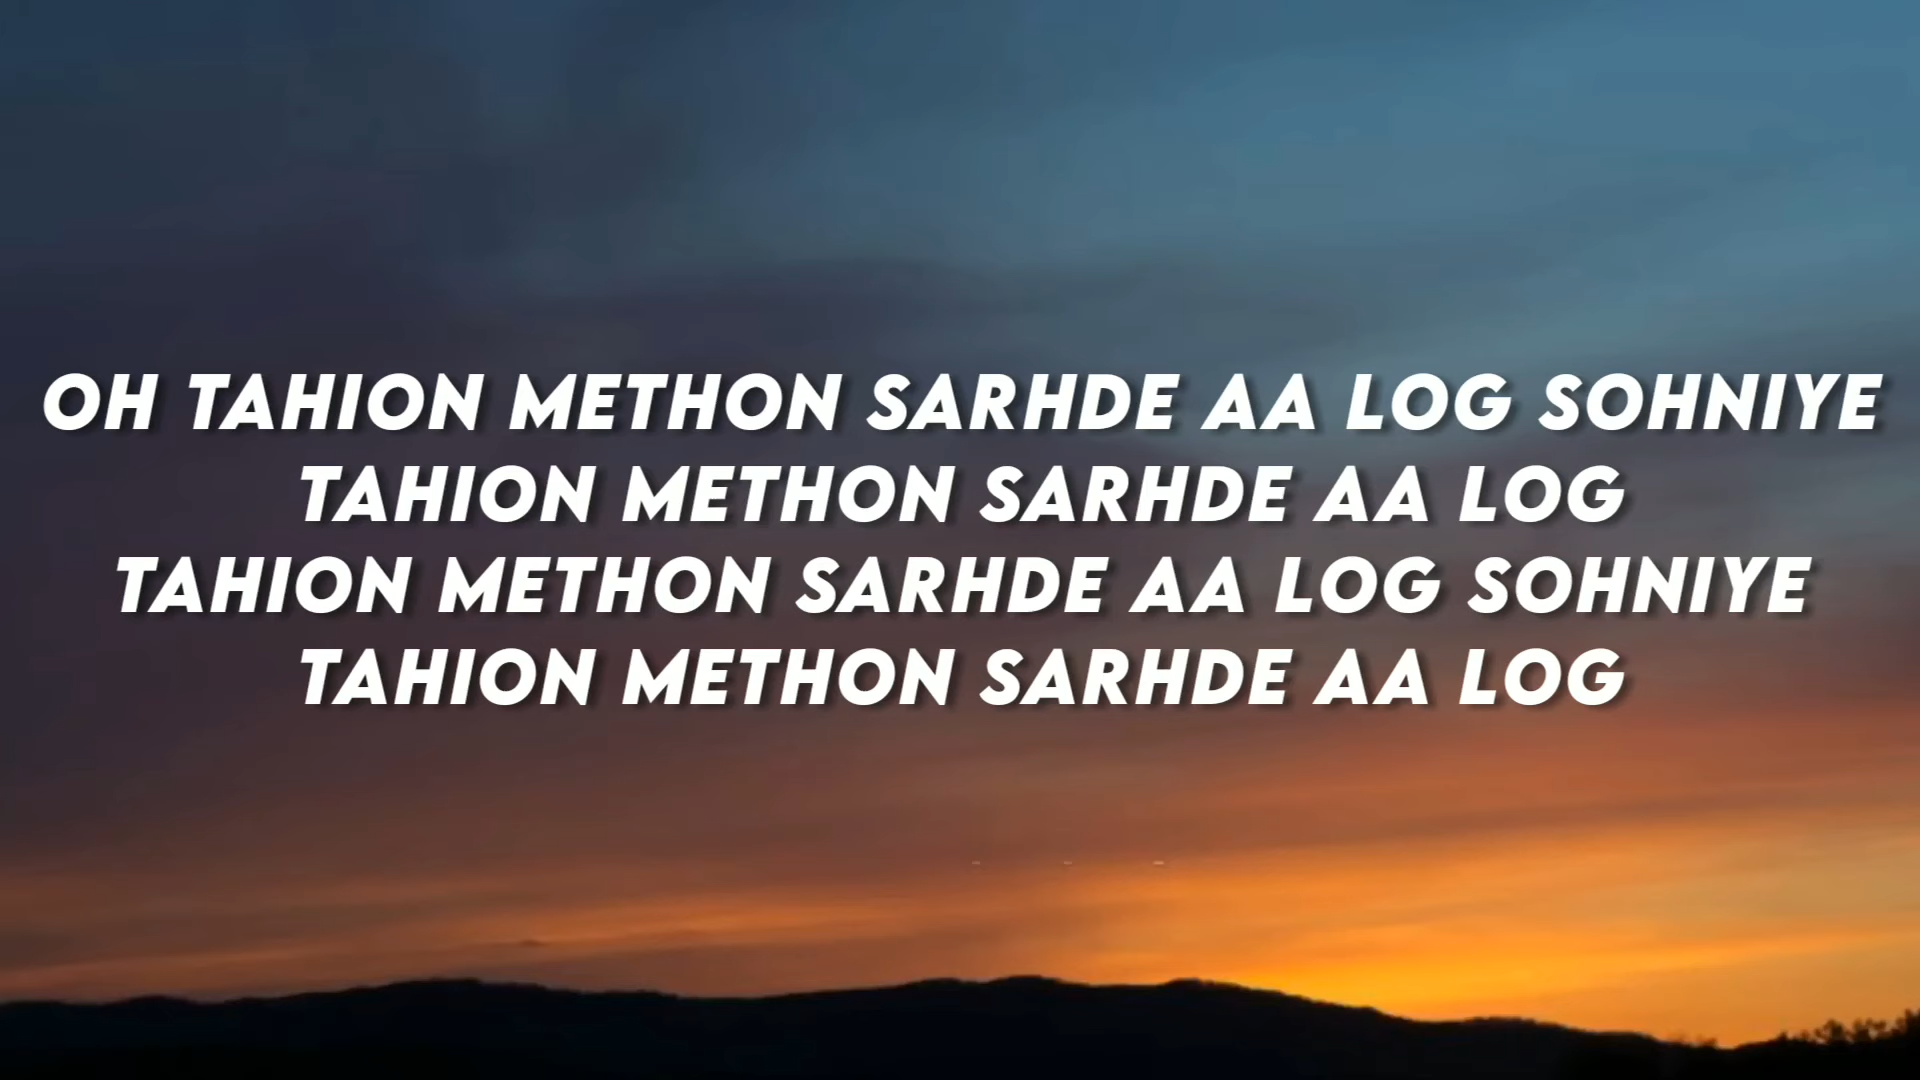 OH TAHION METHON SARHDE AA LOG SOHNIYE
TAHION METHON SARHDE AA LOG
TAHION METHON SARHDE AA LOG SOHNIYE
TAHION METHON SARHDE AA LOG